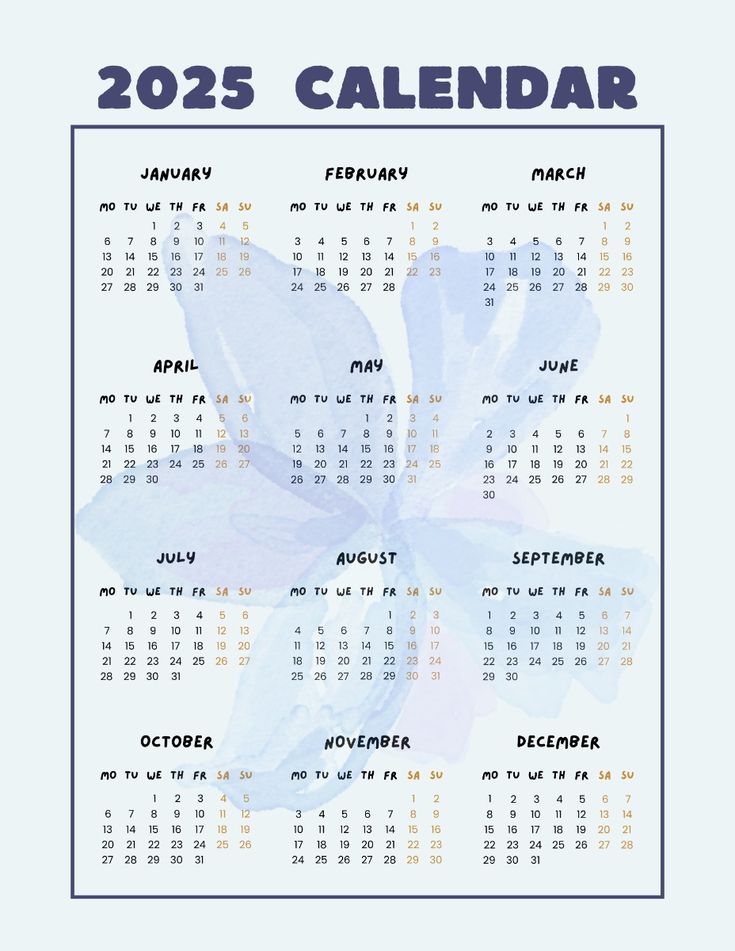 2025 CALENDAR
JANUARY
MO TU WE TH FR SA SU
1 2 3 4 5
6 7 8 9 10 11 12
13 14 15 16 17 18 19
20 21 22 23 24 25 26
27 28 29 30 31
FEBRUARY
MO TU WE TH FR SA SU
1 2
3 4 5 6 7 8 9
10 11 12 13 14 15 16
17 18 19 20 21 22 23
24 25 26 27 28
MARCH
MO TU WE TH FR SA SU
1 2
3 4 5 6 7 8 9
10 11 12 13 14 15 16
17 18 19 20 21 22 23
24 25 26 27 28 29 30
31
APRIL
MO TU WE TH FR SA SU
1 2 3 4 5 6
7 8 9 10 11 12 13
14 15 16 17 18 19 20
21 22 23 24 25 26 27
28 29 30
MAY
MO TU WE TH FR SA SU
1 2 3 4
5 6 7 8 9 10 11
12 13 14 15 16 17 18
19 20 21 22 23 24 25
26 27 28 29 30 31
JUNE
MO TU WE TH FR SA SU
1
2 3 4 5 6 7 8
9 10 11 12 13 14 15
16 17 18 19 20 21 22
23 24 25 26 27 28 29
30
JULY
MO TU WE TH FR SA SU
1 2 3 4 5 6
7 8 9 10 11 12 13
14 15 16 17 18 19 20
21 22 23 24 25 26 27
28 29 30 31
AUGUST
MO TU WE TH FR SA SU
1 2 3
4 5 6 7 8 9 10
11 12 13 14 15 16 17
18 19 20 21 22 23 24
25 26 27 28 29 30 31
SEPTEMBER
MO TU WE TH FR SA SU
1 2 3 4 5 6 7
8 9 10 11 12 13 14
15 16 17 18 19 20 21
22 23 24 25 26 27 28
29 30
OCTOBER
MO TU WE TH FR SA SU
1 2 3 4 5
6 7 8 9 10 11 12
13 14 15 16 17 18 19
20 21 22 23 24 25 26
27 28 29 30 31
NOVEMBER
MO TU WE TH FR SA SU
1 2
3 4 5 6 7 8 9
10 11 12 13 14 15 16
17 18 19 20 21 22 23
24 25 26 27 28 29 30
DECEMBER
MO TU WE TH FR SA SU
1 2 3 4 5 6 7
8 9 10 11 12 13 14
15 16 17 18 19 20 21
22 23 24 25 26 27 28
29 30 31